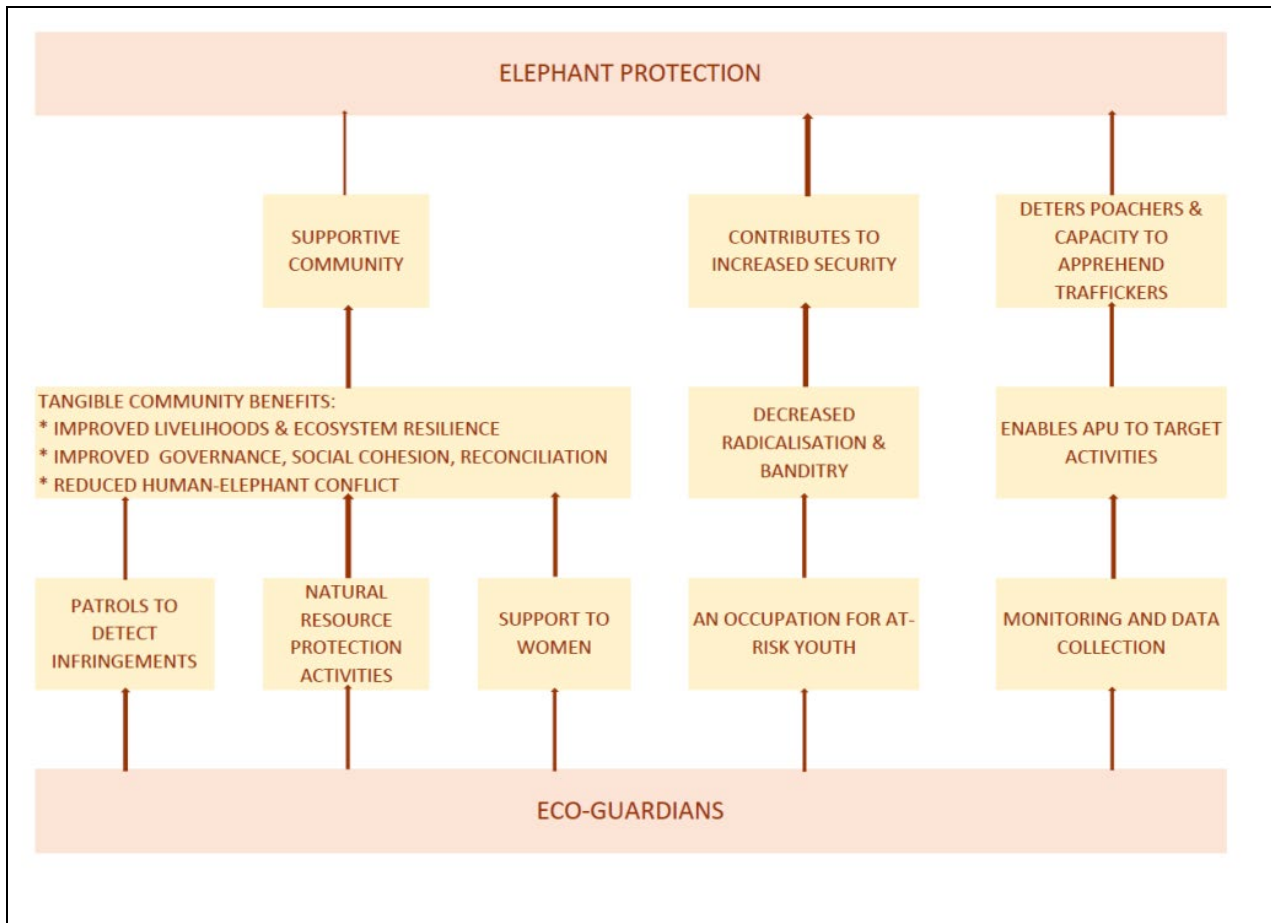 ELEPHANT PROTECTION
SUPPORTIVE
COMMUNITY
CONTRIBUTES TO
INCREASED SECURITY
DETERS POACHERS &
CAPACITY TO
APPREHEND
TRAFFICKERS
TANGIBLE COMMUNITY BENEFITS:
* IMPROVED LIVELIHOODS & ECOSYSTEM RESILIENCE
* IMPROVED GOVERNANCE, SOCIAL COHESION, RECONCILIATION
* REDUCED HUMAN-ELEPHANT CONFLICT
DECREASED
RADICALISATION &
BANDITRY
ENABLES APU TO TARGET
ACTIVITIES
PATROLS TO
DETECT
INFRINGEMENTS
NATURAL
RESOURCE
PROTECTION
ACTIVITIES
SUPPORT TO
WOMEN
AN OCCUPATION FOR AT-
RISK YOUTH
MONITORING AND DATA
COLLECTION
ECO-GUARDIANS